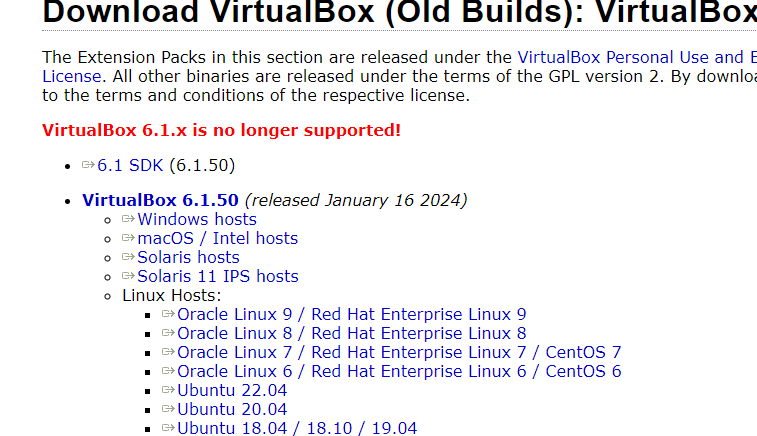 Download VirtualBox (Old Builds): VirtualBox
The Extension Packs in this section are released under the VirtualBox Personal Use and E
License. All other binaries are released under the terms of the GPL version 2. By downloa
to the terms and conditions of the respective license.
VirtualBox 6.1.x is no longer supported!
6.1 SDK (6.1.50)
VirtualBox 6.1.50 (released January 16 2024)
Windows hosts
macOS / Intel hosts
Solaris hosts
Solaris 11 IPS hosts
Linux Hosts:
Oracle Linux 9 / Red Hat Enterprise Linux 9
Oracle Linux 8 / Red Hat Enterprise Linux 8
Oracle Linux 7 / Red Hat Enterprise Linux 7 / CentOS 7
Oracle Linux 6 / Red Hat Enterprise Linux 6 / CentOS 6
Ubuntu 22.04
Ubuntu 20.04
Ubuntu 18.04 / 18.10 / 19.04